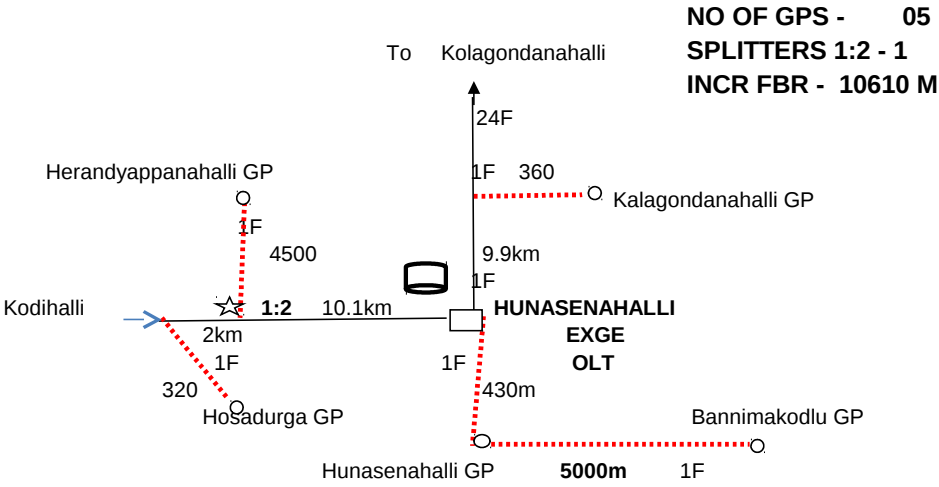 NO OF GPS - 05
SPLITTERS 1:2 - 1
INCR FBR - 10610 M
To Kolagondanahalli
24F
Herandyappanahalli GP
1F 360
Kalagondanahalli GP
1F
4500
9.9km
1F
Kodihalli
1:2 10.1km
HUNASENAHALLI
EXGE
OLT
2km
1F
1F
320
430m
Hosadurga GP
Bannimakodlu GP
Hunasenahalli GP 5000m 1F